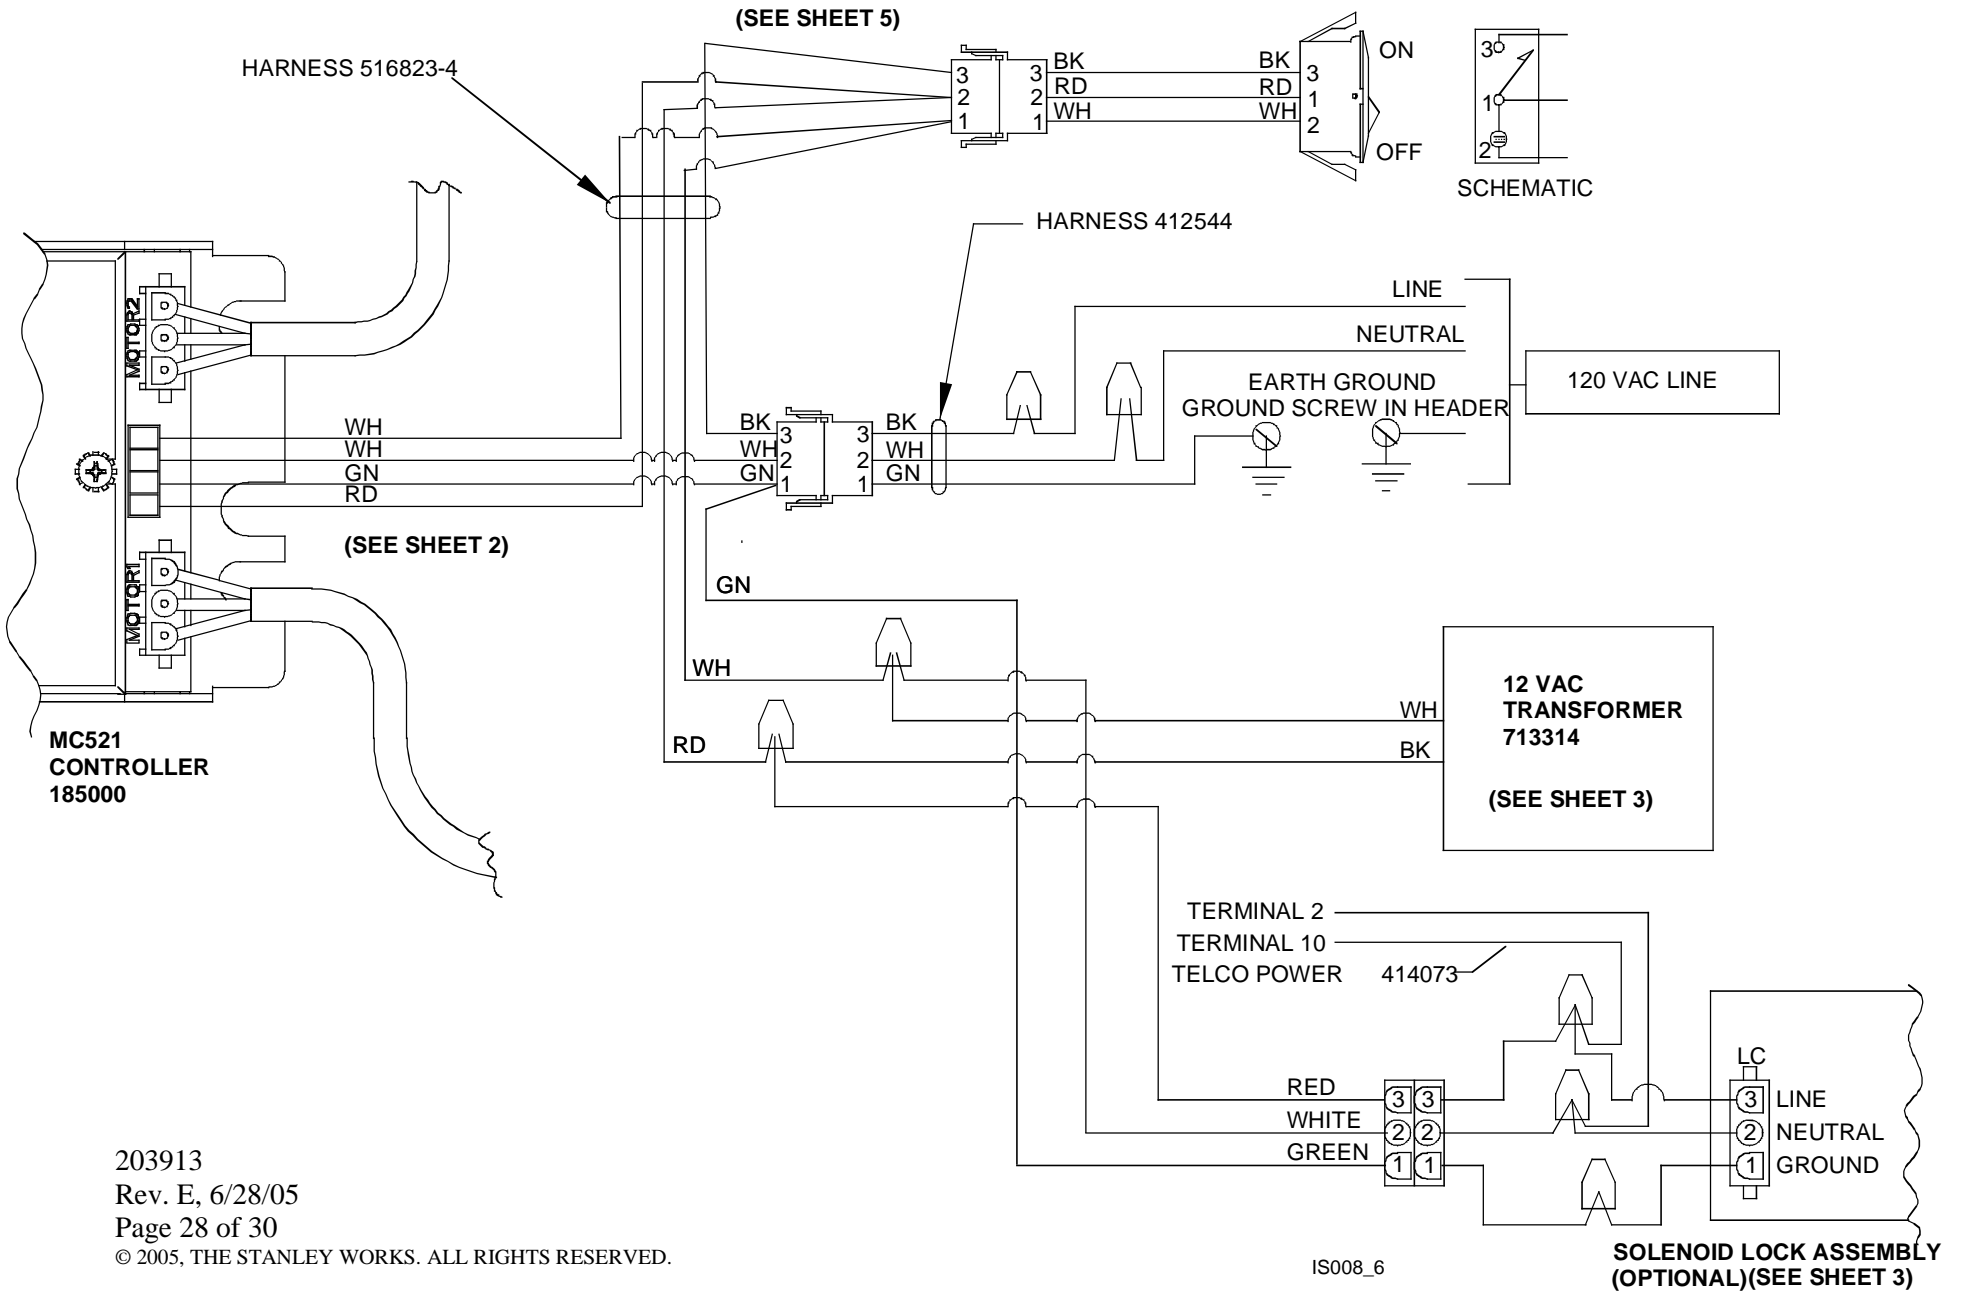 (SEE SHEET 5)
HARNESS 516823-4
3
2
1
3
2
1
BK
RD
WH
BK
RD
WH
3
1
2
ON
OFF
3
1
2
SCHEMATIC
HARNESS 412544
LINE
NEUTRAL
EARTH GROUND
GROUND SCREW IN HEADER
120 VAC LINE
MOTOR2
WH
WH
GN
RD
BK
WH
GN
3
2
1
3
2
1
BK
WH
GN
(SEE SHEET 2)
MOTOR1
GN
WH
RD
WH
BK
12 VAC
TRANSFORMER
713314
(SEE SHEET 3)
MC521
CONTROLLER
185000
TERMINAL 2
TERMINAL 10
TELCO POWER 414073
RED
WHITE
GREEN
3 3
2 2
1 1
LC
3 LINE
2 NEUTRAL
1 GROUND
SOLENOID LOCK ASSEMBLY
(OPTIONAL)(SEE SHEET 3)
203913
Rev. E, 6/28/05
Page 28 of 30
© 2005, THE STANLEY WORKS. ALL RIGHTS RESERVED.
IS008_6